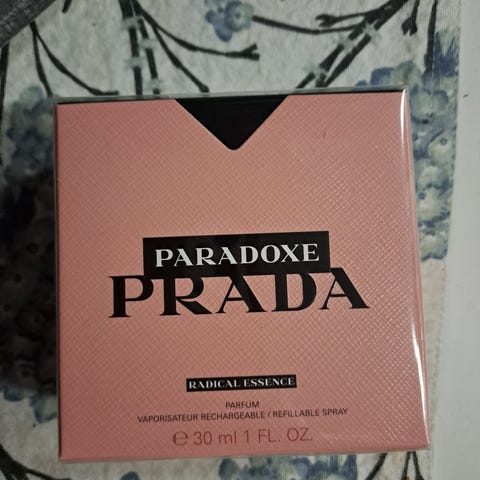 PARADOXE
PRADA
RADICAL ESSENCE
PARFUM
VAPORISATEUR RECHARGEABLE / REFILLABLE SPRAY
℮ 30 ml 1 FL. OZ.